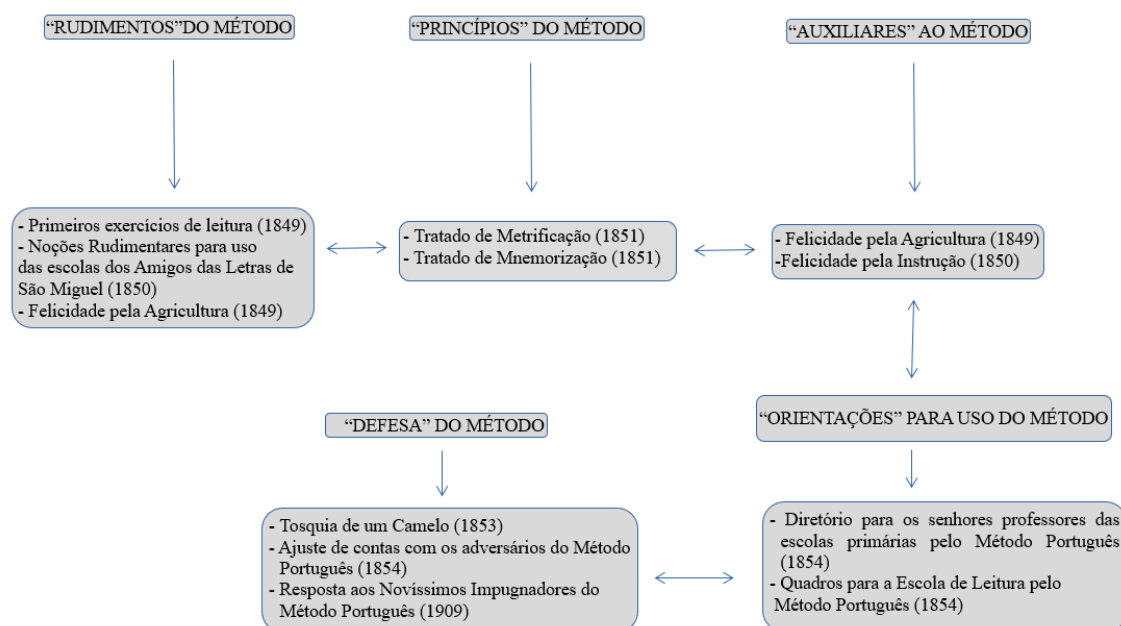 “RUDIMENTOS”DO MÉTODO
“PRINCÍPIOS” DO MÉTODO
“AUXILIARES” AO MÉTODO
- Primeiros exercícios de leitura (1849)
- Noções Rudimentares para uso
das escolas dos Amigos das Letras de
São Miguel (1850)
- Felicidade pela Agricultura (1849)
- Tratado de Metrificação (1851)
- Tratado de Mnemorização (1851)
- Felicidade pela Agricultura (1849)
-Felicidade pela Instrução (1850)
“DEFESA” DO MÉTODO
“ORIENTAÇÕES” PARA USO DO MÉTODO
- Tosquia de um Camelo (1853)
- Ajuste de contas com os adversários do Método
Português (1854)
- Resposta aos Novíssimos Impugnadores do
Método Português (1909)
- Diretório para os senhores professores das
escolas primárias pelo Método Português
(1854)
- Quadros para a Escola de Leitura pelo
Método Português (1854)